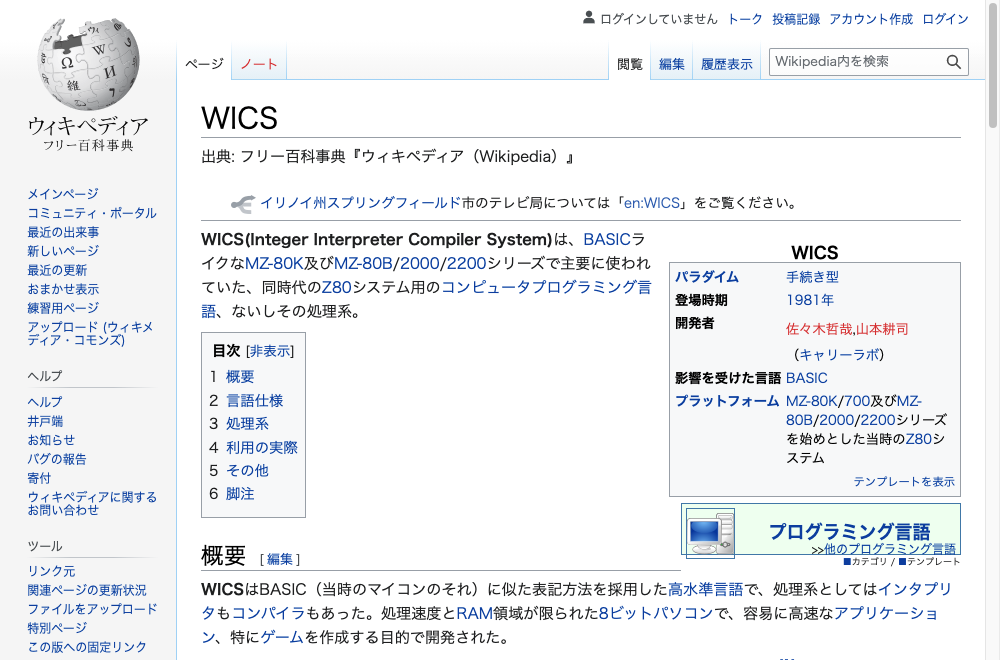 ログインしていません トーク 投稿記録 アカウント作成 ログイン
ページ ノート 閲覧 編集 履歴表示 Wikipedia内を検索
ウィキペディア
フリー百科事典
メインページ
コミュニティ・ポータル
最近の出来事
新しいページ
最近の更新
おまかせ表示
練習用ページ
アップロード (ウィキメ
ディア・コモンズ)
ヘルプ
ヘルプ
井戸端
お知らせ
バグの報告
寄付
ウィキペディアに関する
お問い合わせ
ツール
リンク元
関連ページの更新状況
ファイルをアップロード
特別ページ
この版への固定リンク
WICS
出典: フリー百科事典『ウィキペディア（Wikipedia）』
イリノイ州スプリングフィールド市のテレビ局については「en:WICS」をご覧ください。
WICS(Integer Interpreter Compiler System)は、BASICラ
イクなMZ-80K及びMZ-80B/2000/2200シリーズで主要に使われ
ていた、同時代のZ80システム用のコンピュータプログラミング言
語、ないしその処理系。
WICS
パラダイム 手続き型
登場時期 1981年
開発者 佐々木哲哉,山本耕司
（キャリーラボ）
影響を受けた言語 BASIC
プラットフォーム MZ-80K/700及びMZ-
80B/2000/2200シリーズ
を始めとした当時のZ80シ
ステム
テンプレートを表示
プログラミング言語
>>他のプログラミング言語
■カテゴリ / ■テンプレート
目次 [非表示]
1 概要
2 言語仕様
3 処理系
4 利用の実際
5 その他
6 脚注
概要 [ 編集 ]
WICSはBASIC（当時のマイコンのそれ）に似た表記方法を採用した高水準言語で、処理系としてはインタプリ
タもコンパイラもあった。処理速度とRAM領域が限られた8ビットパソコンで、容易に高速なアプリケーショ
ン、特にゲームを作成する目的で開発された。